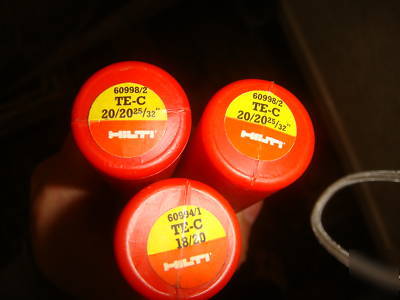 60998/2
TE-C
20/20 25/32"
HILTI
60998/2
TE-C
20/20 25/32"
HILTI
60994/1
TE-C
18/20
HILTI